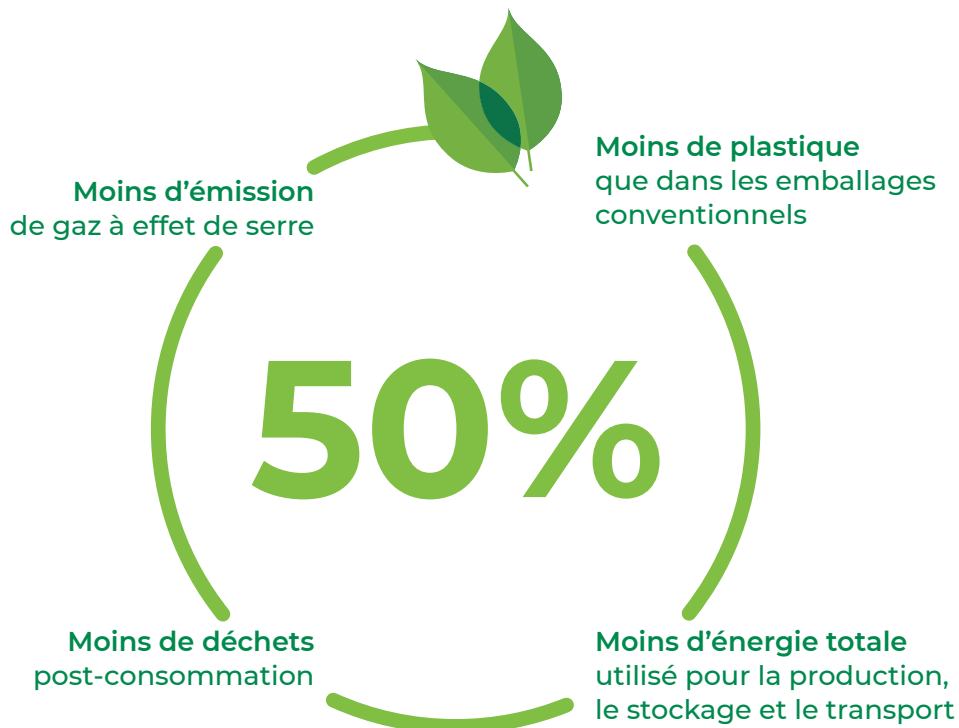 Moins d’émission
de gaz à effet de serre
Moins de plastique
que dans les emballages
conventionnels
50%
Moins de déchets
post-consommation
Moins d’énergie totale
utilisé pour la production,
le stockage et le transport